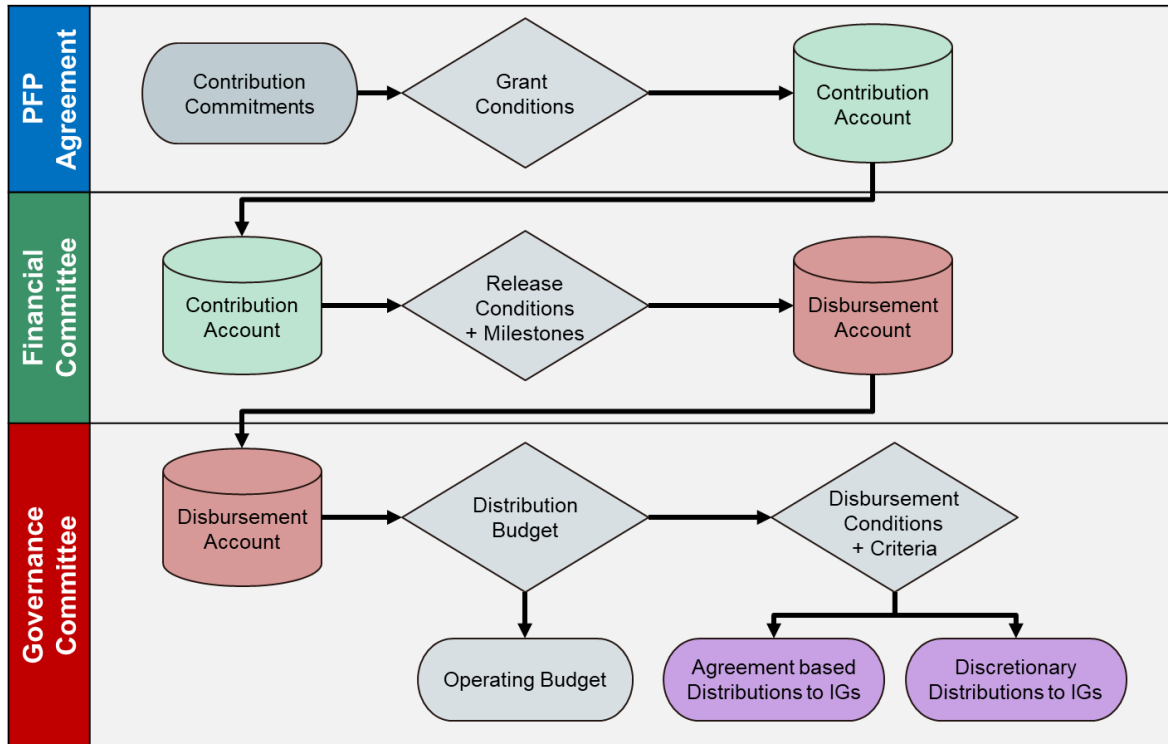 PFP
Agreement
Contribution
Commitments
Grant
Conditions
Contribution
Account
Financial
Committee
Contribution
Account
Release
Conditions
+ Milestones
Disbursement
Account
Governance
Committee
Disbursement
Account
Distribution
Budget
Disbursement
Conditions
+ Criteria
Operating Budget
Agreement based
Distributions to IGs
Discretionary
Distributions to IGs